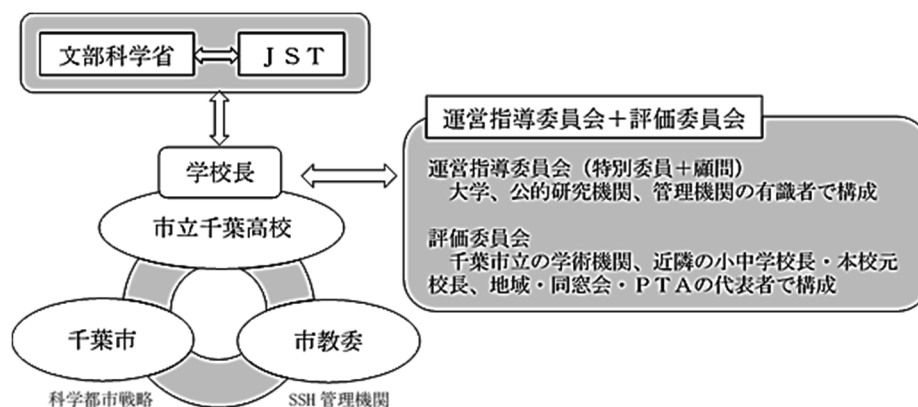 文部科学省
ＪＳＴ
運営指導委員会＋評価委員会
学校長
運営指導委員会（特別委員＋顧問）
大学、公的研究機関、管理機関の有識者で構成
市立千葉高校
評価委員会
千葉市立の学術機関、近隣の小中学校長・本校元
校長、地域・同窓会・ＰＴＡの代表者で構成
千葉市
市教委
科学都市戦略
SSH 管理機関